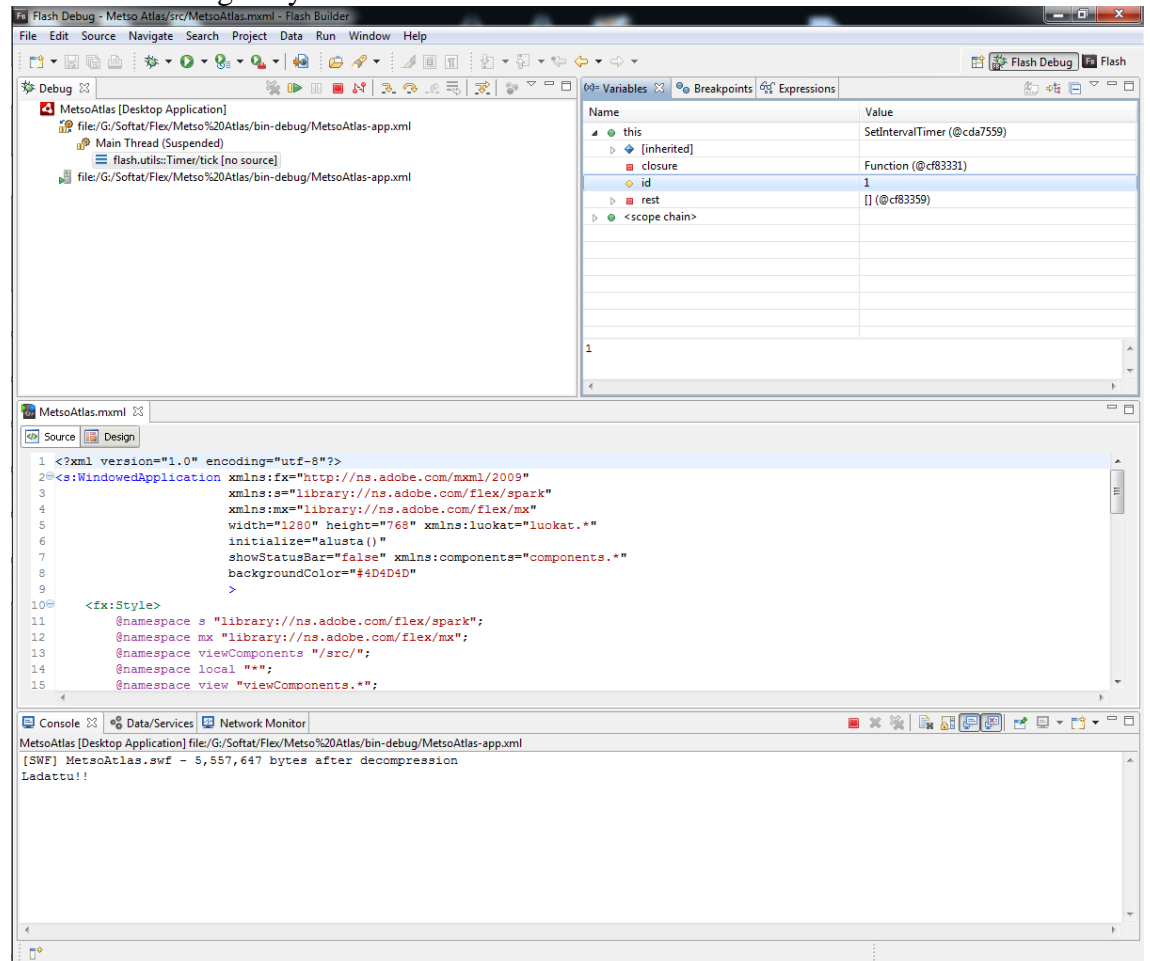 Flash Debug - Metso Atlas/src/MetsoAtlas.mxml - Flash Builder
File Edit Source Navigate Search Project Data Run Window Help
Flash Debug Flash
Debug
MetsoAtlas [Desktop Application]
file:/G:/Softat/Flex/Metso%20Atlas/bin-debug/MetsoAtlas-app.xml
Main Thread (Suspended)
flash.utils::Timer/tick [no source]
file:/G:/Softat/Flex/Metso%20Atlas/bin-debug/MetsoAtlas-app.xml
(x)= Variables Breakpoints Expressions
Name Value
this SetIntervalTimer (@cda7559)
[inherited]
closure Function (@cf83331)
id 1
rest [] (@cf83359)
<scope chain>
1
MetsoAtlas.mxml
Source Design
1 <?xml version="1.0" encoding="utf-8"?>
2 <s:WindowedApplication xmlns:fx="http://ns.adobe.com/mxml/2009"
3 xmlns:s="library://ns.adobe.com/flex/spark"
4 xmlns:mx="library://ns.adobe.com/flex/mx"
5 width="1280" height="768" xmlns:luokat="luokat.*"
6 initialize="alusta()"
7 showStatusBar="false" xmlns:components="components.*"
8 backgroundColor="#4D4D4D"
9 >
10 <fx:Style>
11 @namespace s "library://ns.adobe.com/flex/spark";
12 @namespace mx "library://ns.adobe.com/flex/mx";
13 @namespace viewComponents "/src/";
14 @namespace local "*";
15 @namespace view "viewComponents.*";
Console Data/Services Network Monitor
MetsoAtlas [Desktop Application] file:/G:/Softat/Flex/Metso%20Atlas/bin-debug/MetsoAtlas-app.xml
[SWF] MetsoAtlas.swf - 5,557,647 bytes after decompression
Ladattu!!